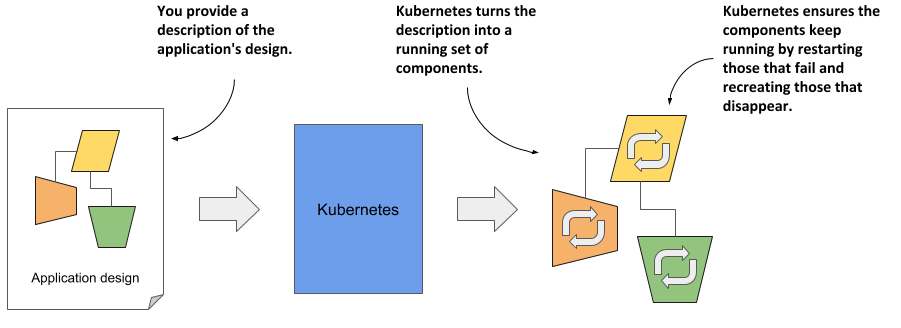 You provide a
description of the
application's design.
Kubernetes turns the
description into a
running set of
components.
Kubernetes ensures the
components keep
running by restarting
those that fail and
recreating those that
disappear.
Application design
Kubernetes